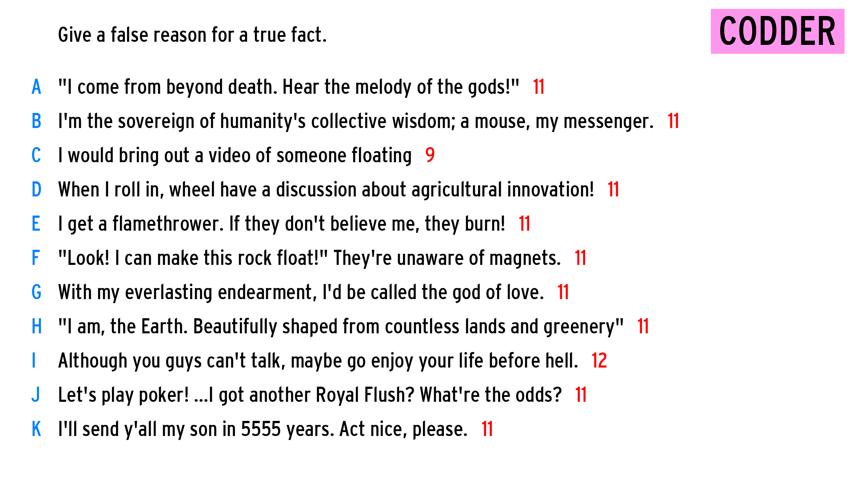 Give a false reason for a true fact.
CODDER
A "I come from beyond death. Hear the melody of the gods!" 11
B I'm the sovereign of humanity's collective wisdom; a mouse, my messenger. 11
C I would bring out a video of someone floating 9
D When I roll in, wheel have a discussion about agricultural innovation! 11
E I get a flamethrower. If they don't believe me, they burn! 11
F "Look! I can make this rock float!" They're unaware of magnets. 11
G With my everlasting endearment, I'd be called the god of love. 11
H "I am, the Earth. Beautifully shaped from countless lands and greenery" 11
I Although you guys can't talk, maybe go enjoy your life before hell. 12
J Let's play poker! ...I got another Royal Flush? What're the odds? 11
K I'll send y'all my son in 5555 years. Act nice, please. 11